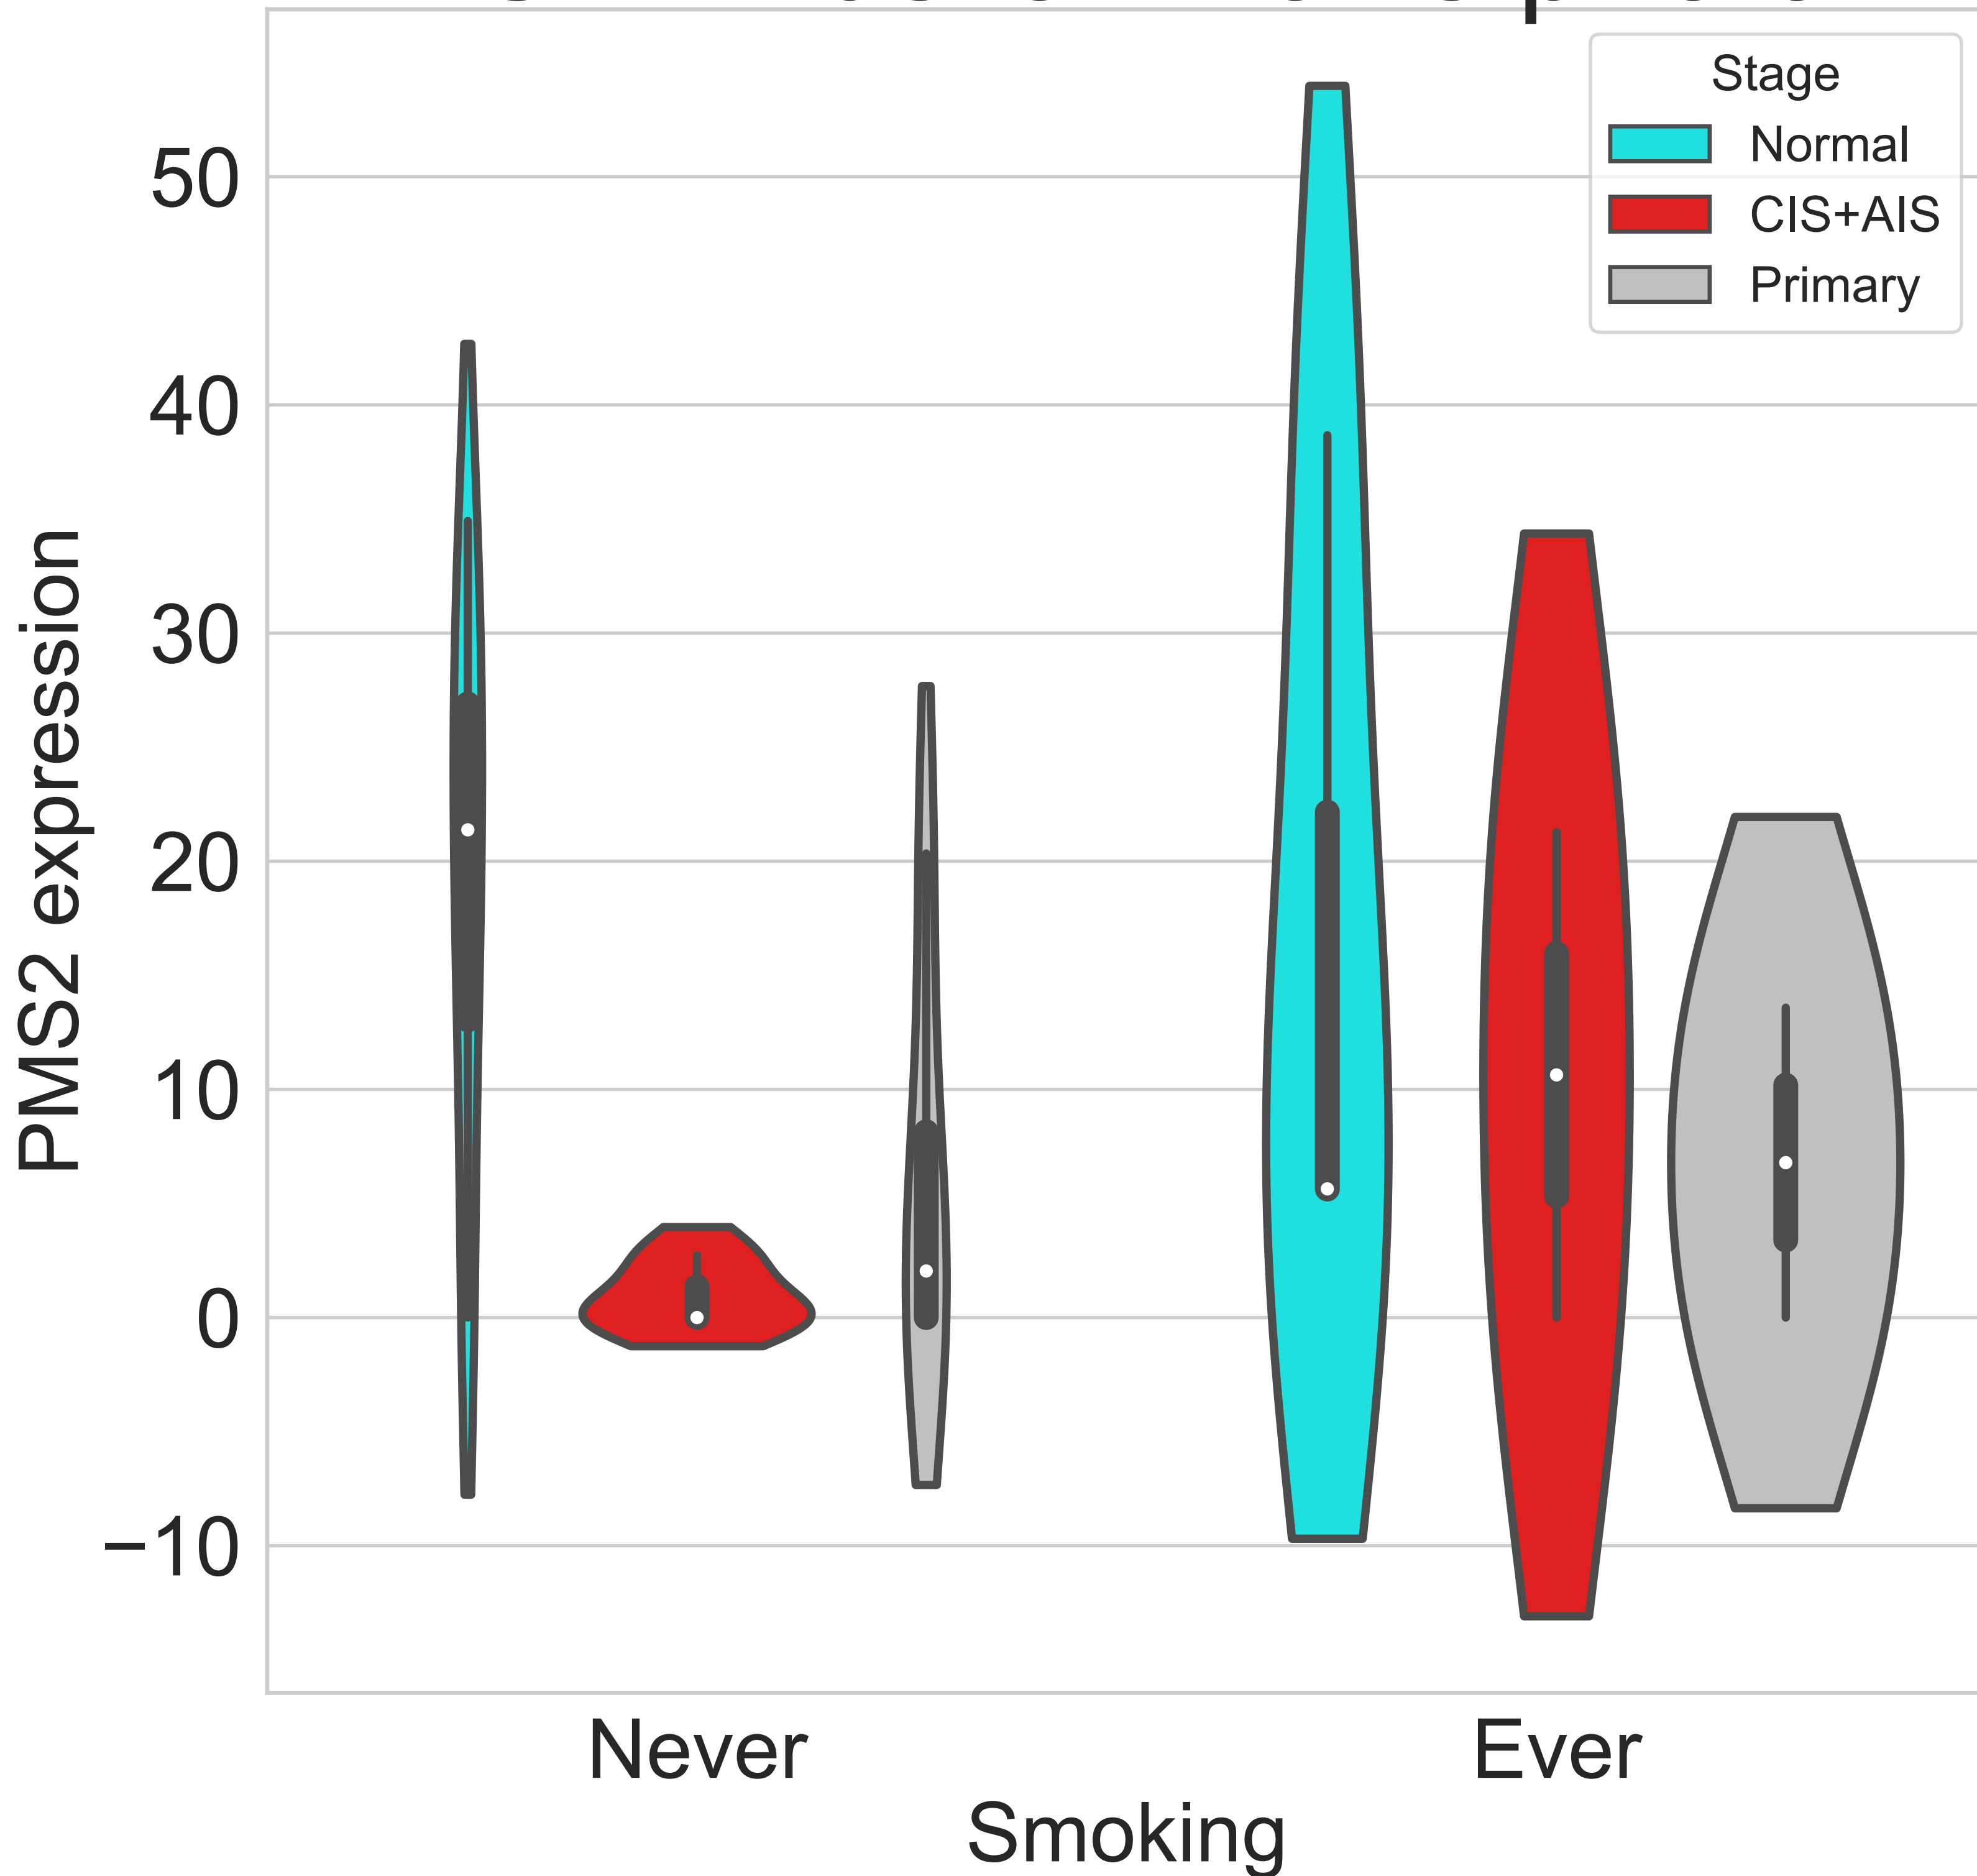 Stage
Normal
CIS+AIS
Primary
50
40
30
20
10
0
−10
PMS2 expression
Never
Ever
Smoking